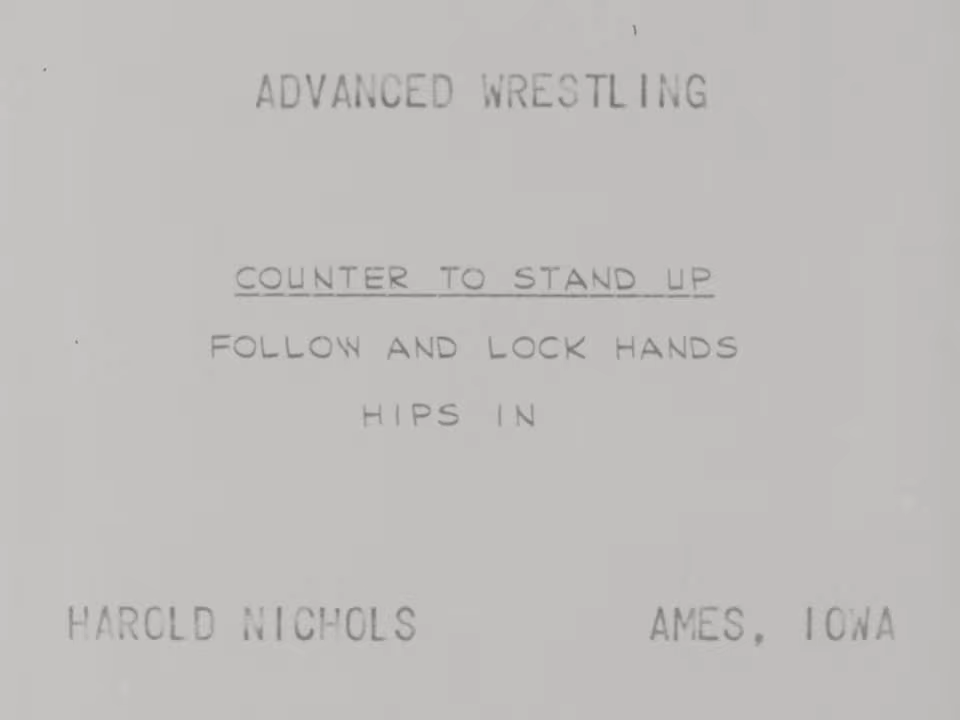 ADVANCED WRESTLING
COUNTER TO STAND UP
FOLLOW AND LOCK HANDS
HIPS IN
HAROLD NICHOLS
AMES, IOWA